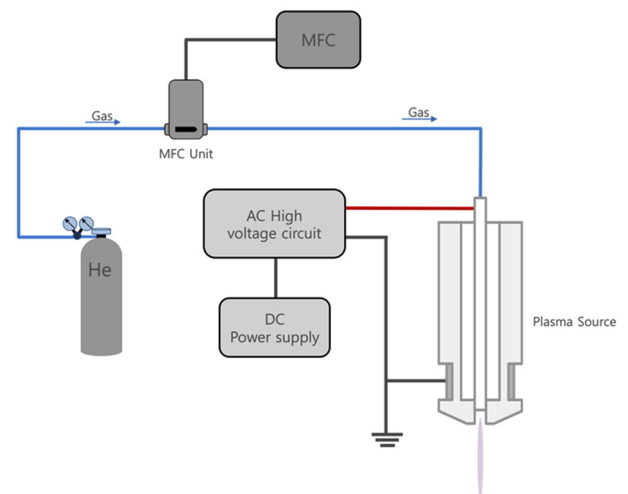 MFC
Gas
Gas
MFC Unit
AC High
voltage circuit
He
DC
Power supply
Plasma Source